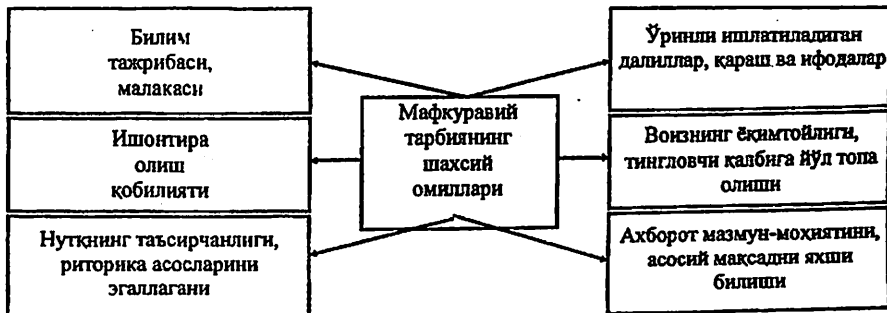 Билим
тажрибаси,
малакаси
Ишонтира
олиш
қобилияти
Нутқнинг таъсирчанлиги,
риторика асосларини
эгаллагани
Мафкуравий
тарбиянинг
шахсий
омиллари
Ўринли ишлатиладиган
далиллар, қараш ва ифодалар
Воизнинг ёқимтойлиги,
тингловчи қалбига йўл топа
олиши
Ахборот мазмун-моҳиятини,
асосий мақсадни яхши
билиши